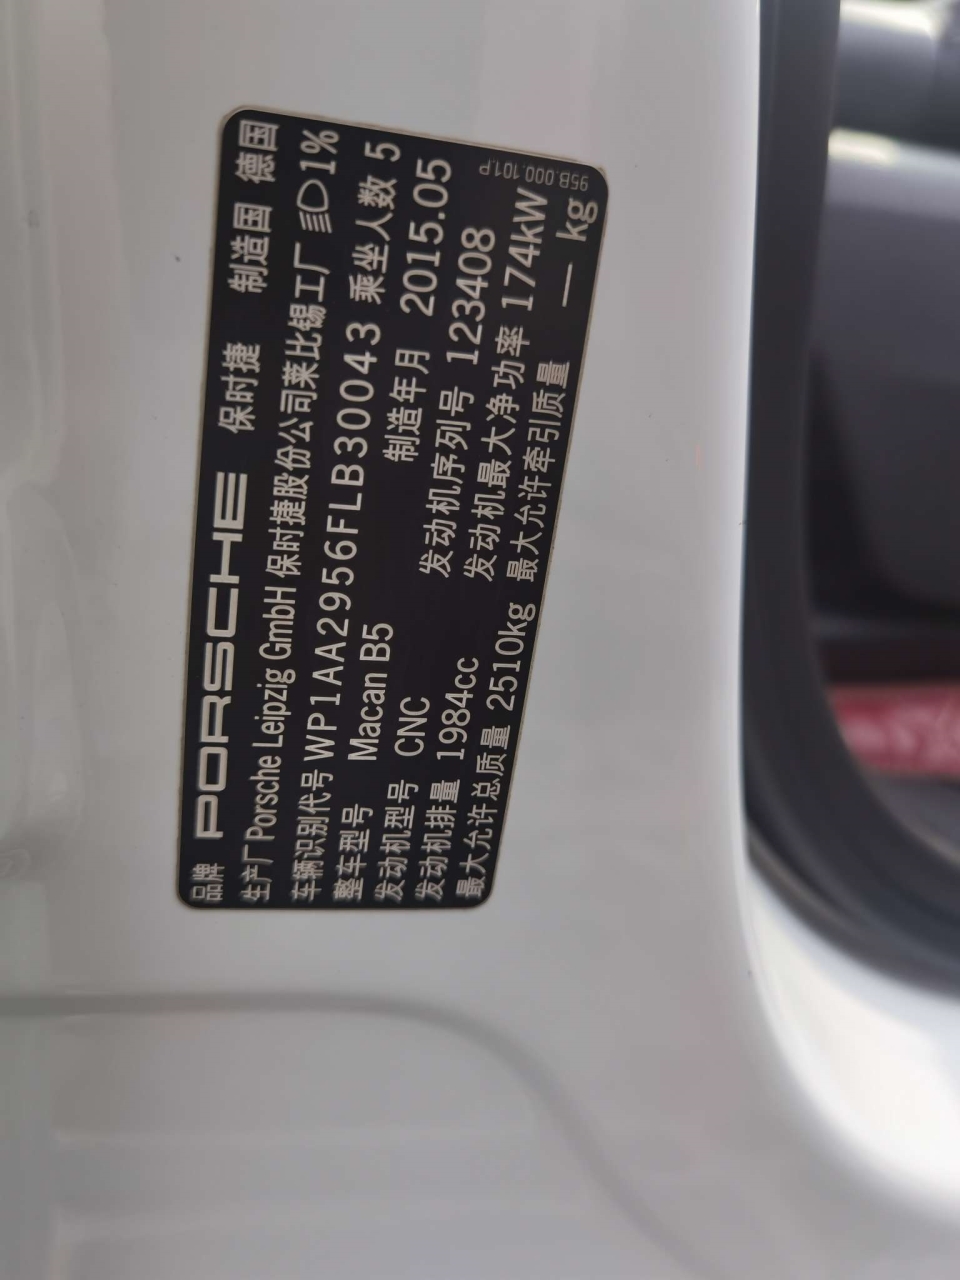 品牌 PORSCHE 保时捷 制造国 德国
生产厂 Porsche Leipzig GmbH 保时捷股份公司莱比锡工厂 1%
车辆识别代号 WP1AA2956FLB30043 乘坐人数 5
整车型号 Macan B5 制造年月 2015.05
发动机型号 CNC 发动机序列号 123408
发动机排量 1984cc 发动机最大净功率 174kW
最大允许总质量 2510kg 最大允许牵引质量 — kg
95B.000.101.P